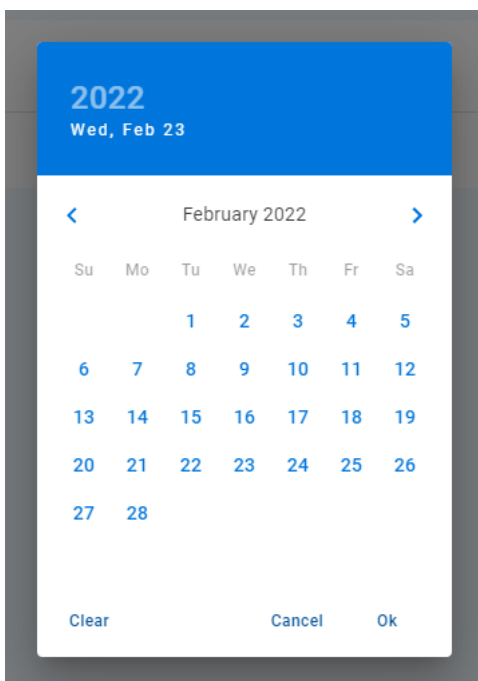 2022
Wed, Feb 23
February 2022
Su Mo Tu We Th Fr Sa
1 2 3 4 5
6 7 8 9 10 11 12
13 14 15 16 17 18 19
20 21 22 23 24 25 26
27 28
Clear Cancel Ok